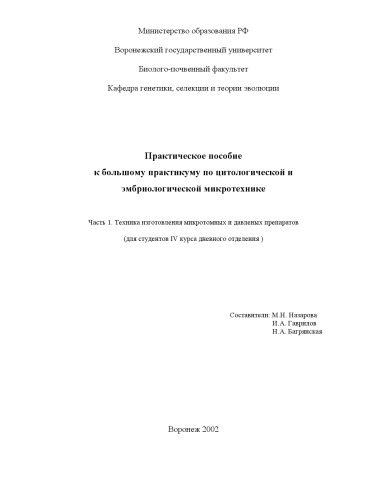 Министерство образования РФ
Воронежский государственный университет
Биолого-почвенный факультет
Кафедра генетики, селекции и теории эволюции
Практическое пособие
к большому практикуму по цитологической и
эмбриологической микротехнике
Часть 1. Техника изготовления микротомных и давленых препаратов
(для студентов IV курса дневного отделения )
Составители: М.Н. Назарова
И.А. Гаврилов
Н.А. Багрянская
Воронеж 2002